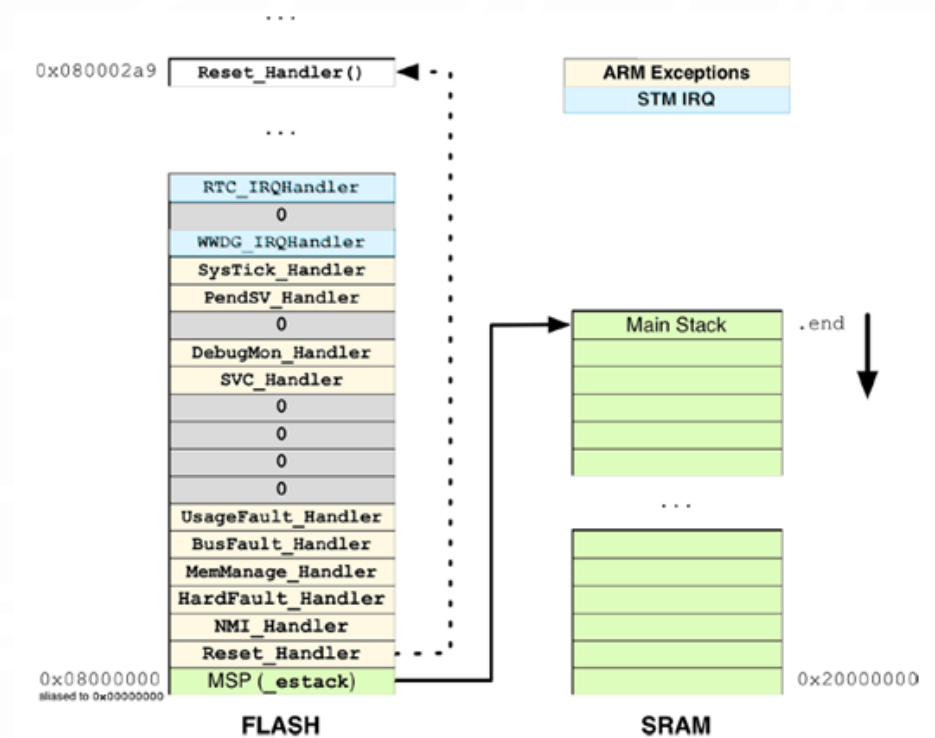 ...
0x080002a9
Reset_Handler()
ARM Exceptions
STM IRQ
...
RTC_IRQHandler
0
WWDG_IRQHandler
SysTick_Handler
PendSV_Handler
0
DebugMon_Handler
SVC_Handler
0
0
0
0
UsageFault_Handler
BusFault_Handler
MemManage_Handler
HardFault_Handler
NMI_Handler
Reset_Handler
0x08000000
aliased to 0x00000000
MSP (_estack)
FLASH
Main Stack
.end
...
0x20000000
SRAM